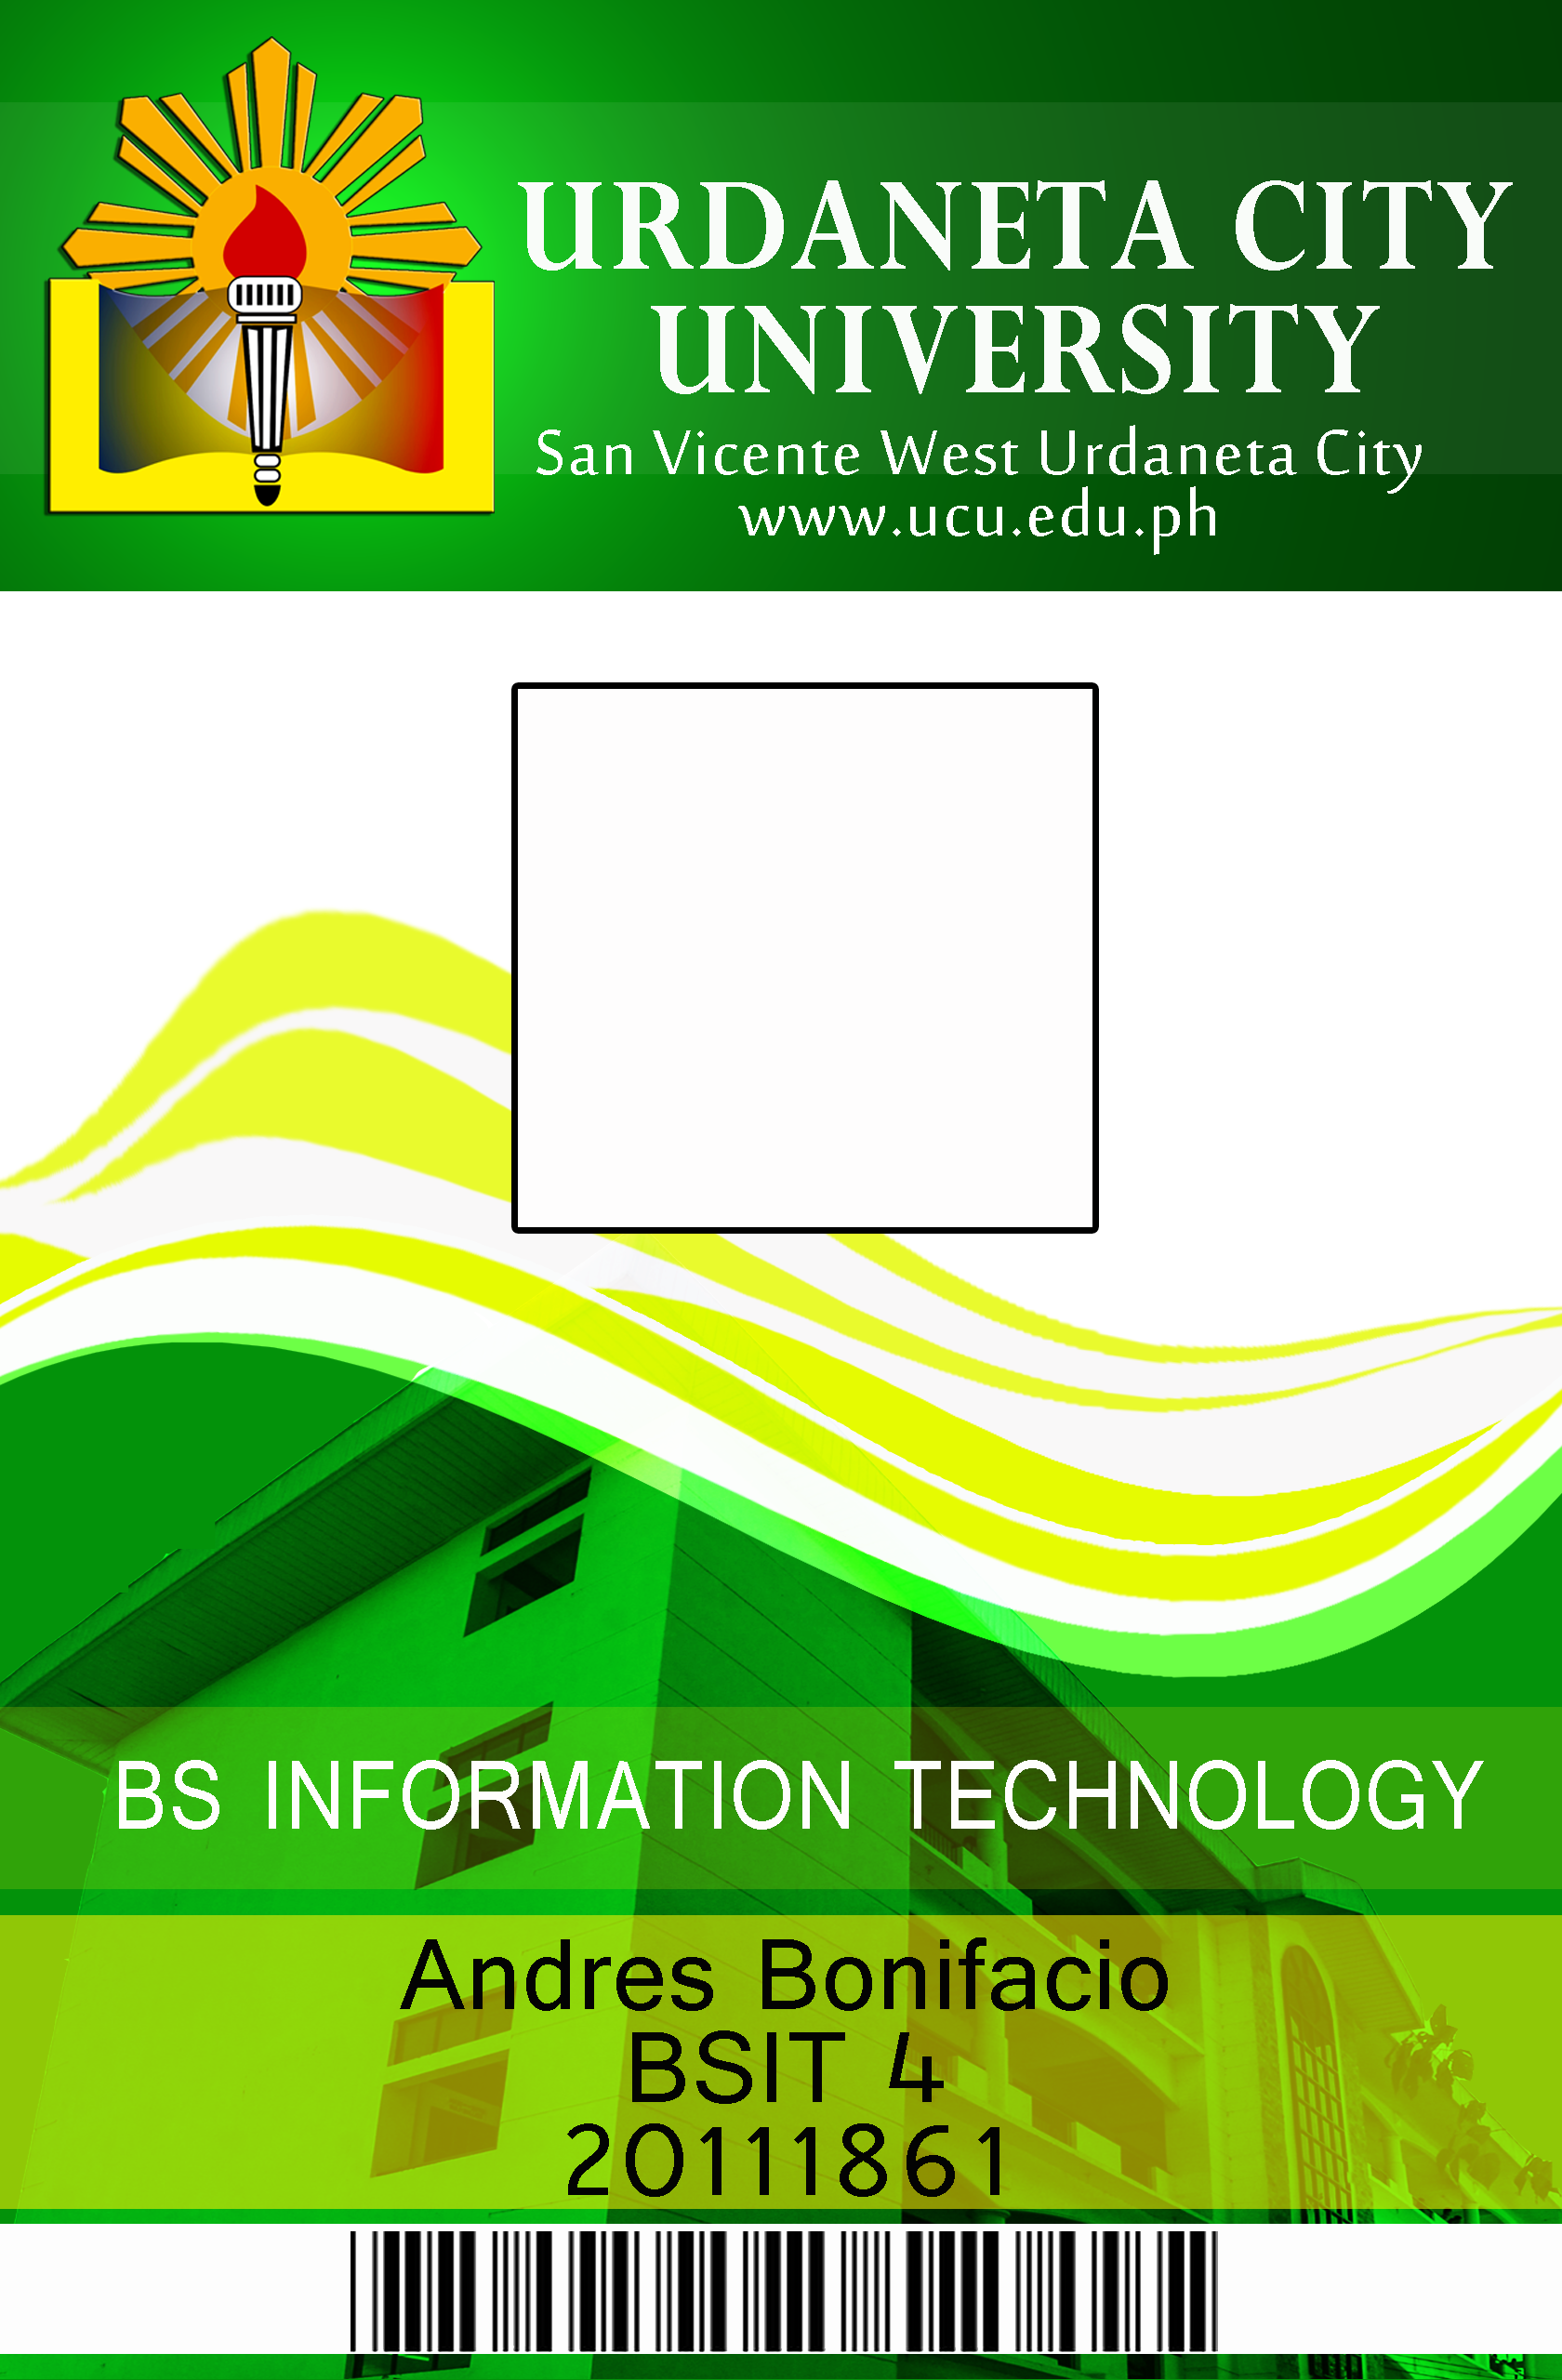 URDANETA CITY
UNIVERSITY
San Vicente West Urdaneta City
www.ucu.edu.ph
BS INFORMATION TECHNOLOGY
Andres Bonifacio
BSIT 4
20111861